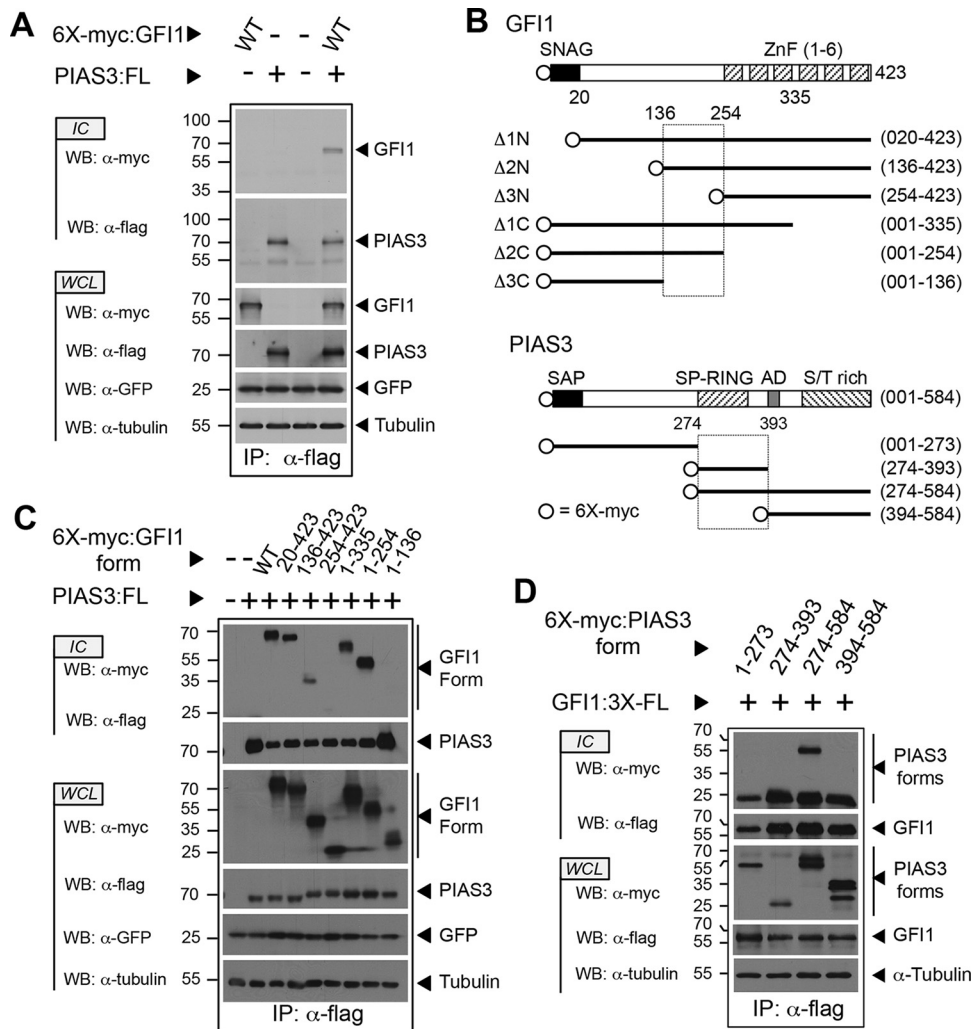 A
6X-myc:GFI1 ► WT - - WT
PIAS3:FL ► - + - +
IC
WB: α-myc
WB: α-flag
100
70
55
35
◄ GFI1
100
70
55
◄ PIAS3
WCL
WB: α-myc
70
55
◄ GFI1
WB: α-flag
70
◄ PIAS3
WB: α-GFP
25
◄ GFP
WB: α-tubulin
55
◄ Tubulin
IP: α-flag
B
GFI1
SNAG ZnF (1-6)
423
20 335
136 254
Δ1N (020-423)
Δ2N (136-423)
Δ3N (254-423)
Δ1C (001-335)
Δ2C (001-254)
Δ3C (001-136)
PIAS3
SAP SP-RING AD S/T rich
(001-584)
274 393
(001-273)
(274-393)
(274-584)
(394-584)
= 6X-myc
C
6X-myc:GFI1
form ► - - WT 20-423 136-423 254-423 1-335 1-254 1-136
PIAS3:FL ► - + + + + + + + +
IC
WB: α-myc
WB: α-flag
70
55
35
25
◄ GFI1
Form
70
◄ PIAS3
WCL
WB: α-myc
70
55
35
25
◄ GFI1
Form
WB: α-flag
70
◄ PIAS3
WB: α-GFP
25
◄ GFP
WB: α-tubulin
55
◄ Tubulin
IP: α-flag
D
6X-myc:PIAS3
form ► 1-273 274-393 274-584 394-584
GFI1:3X-FL ► + + + +
IC
WB: α-myc
WB: α-flag
70
55
35
25
PIAS3
◄ forms
70
55
◄ GFI1
WCL
WB: α-myc
70
55
35
25
PIAS3
◄ forms
WB: α-flag
70
55
◄ GFI1
WB: α-tubulin
55
◄ α-Tubulin
IP: α-flag